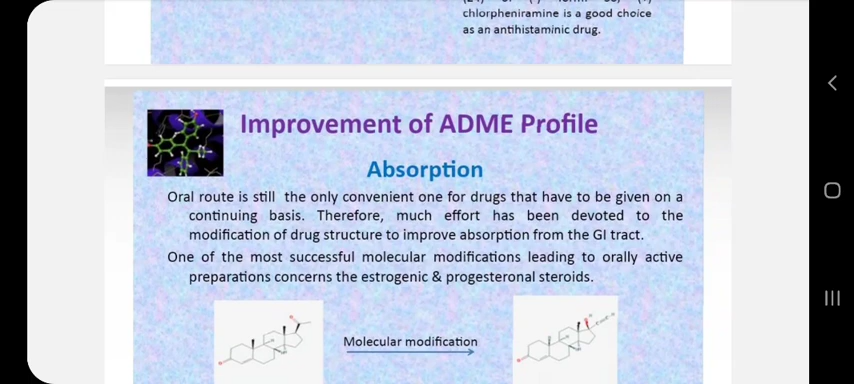 chlorpheniramine is a good choice
as an antihistaminic drug.
Improvement of ADME Profile
Absorption
Oral route is still the only convenient one for drugs that have to be given on a
continuing basis. Therefore, much effort has been devoted to the
modification of drug structure to improve absorption from the GI tract.
One of the most successful molecular modifications leading to orally active
preparations concerns the estrogenic & progesteronal steroids.
Molecular modification